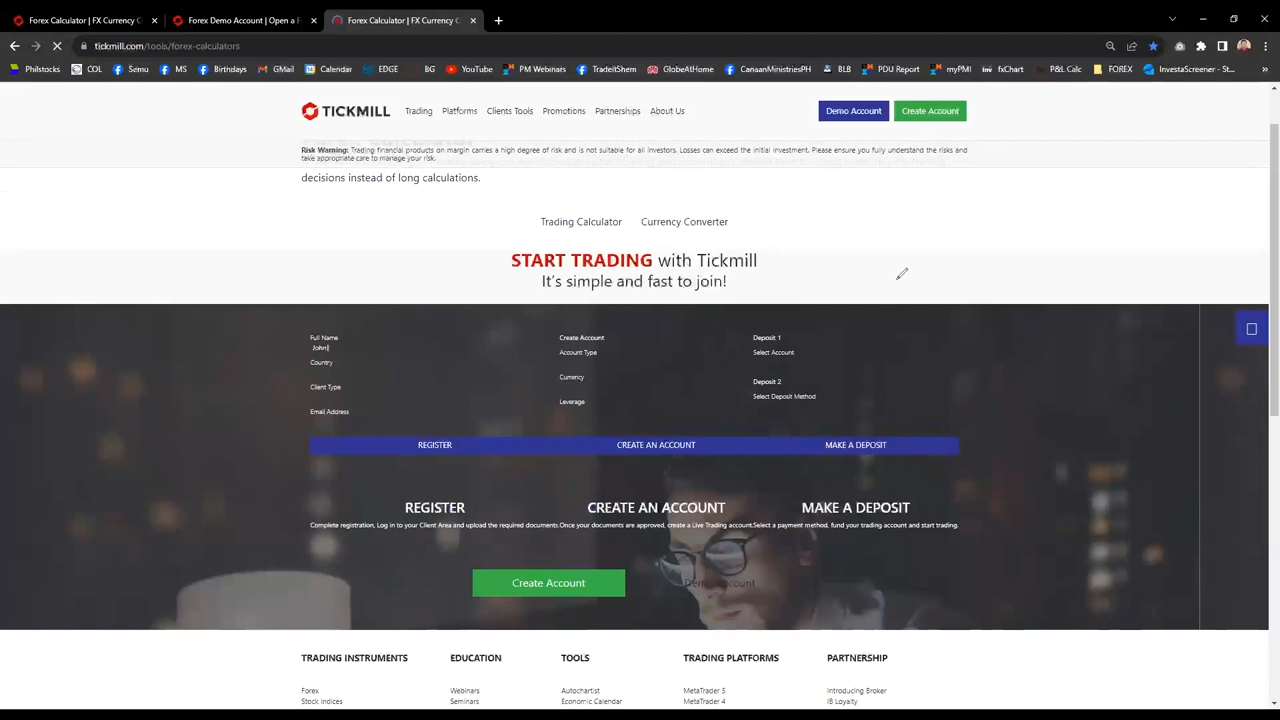 Forex Calculator | FX Currency C
Forex Demo Account | Open a F
Forex Calculator | FX Currency C
tickmill.com/tools/forex-calculators
Philstocks
COL
Semu
MS
Birthdays
GMail
Calendar
EDGE
BG
YouTube
PM Webinars
TradeitShem
GlobeAtHome
CanaanMinistriesPH
BLB
PDU Report
myPMI
fxChart
P&L Calc
FOREX
InvestaScreener - St...
TICKMILL
Trading
Platforms
Clients Tools
Promotions
Partnerships
About Us
Demo Account
Create Account
Risk Warning: Trading financial products on margin carries a high degree of risk and is not suitable for all investors. Losses can exceed the initial investment. Please ensure you fully understand the risks and
take appropriate care to manage your risk.
decisions instead of long calculations.
Trading Calculator
Currency Converter
START TRADING with Tickmill
It's simple and fast to join!
Full Name
John
Country
Client Type
Email Address
Create Account
Account Type
Currency
Leverage
Deposit 1
Select Account
Deposit 2
Select Deposit Method
REGISTER
CREATE AN ACCOUNT
MAKE A DEPOSIT
REGISTER
CREATE AN ACCOUNT
MAKE A DEPOSIT
Complete registration, Log in to your Client Area and upload the required documents.
Once your documents are approved, create a Live Trading account.
Select a payment method, fund your trading account and start trading.
Create Account
Demo Account
TRADING INSTRUMENTS
EDUCATION
TOOLS
TRADING PLATFORMS
PARTNERSHIP
Forex
Webinars
Autochartist
MetaTrader 5
Introducing Broker
Stock Indices
Seminars
Economic Calendar
MetaTrader 4
IB Loyalty